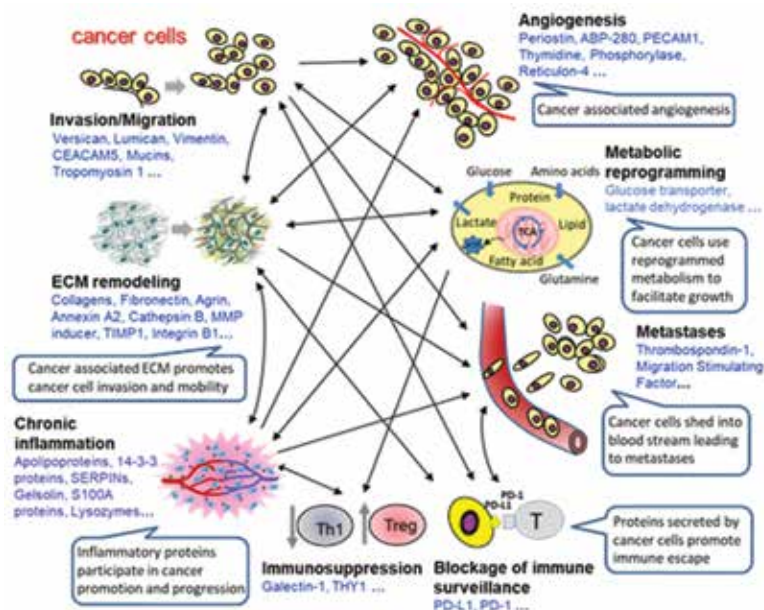 cancer cells
Invasion/Migration
Versican, Lumican, Vimentin,
CEACAM5, Mucins,
Tropomyosin 1 ...
Angiogenesis
Periostin, ABP-280, PECAM1,
Thymidine, Phosphorylase,
Reticulon-4 ...
Cancer associated angiogenesis
Metabolic
reprogramming
Glucose transporter,
lactate dehydrogenase ...
Glucose
Amino acids
Protein
Lactate
TCA
Lipid
Fatty acid
Glutamine
Cancer cells use
reprogrammed
metabolism to
facilitate growth
ECM remodeling
Collagens, Fibronectin, Agrin,
Annexin A2, Cathepsin B, MMP
inducer, TIMP1, Integrin B1...
Cancer associated ECM promotes
cancer cell invasion and mobility
Metastases
Thrombospondin-1,
Migration Stimulating
Factor,...
Cancer cells shed into
blood stream leading
to metastases
Chronic
inflammation
Apolipoproteins, 14-3-3
proteins, SERPINs,
Gelsolin, S100A
proteins, Lysozymes...
Inflammatory proteins
participate in cancer
promotion and progression
Th1
Treg
Immunosuppression
Galectin-1, THY1 ...
PD-1
PD-L1
T
Blockage of immune
surveillance
PD-L1, PD-1 ...
Proteins secreted by
cancer cells promote
immune escape